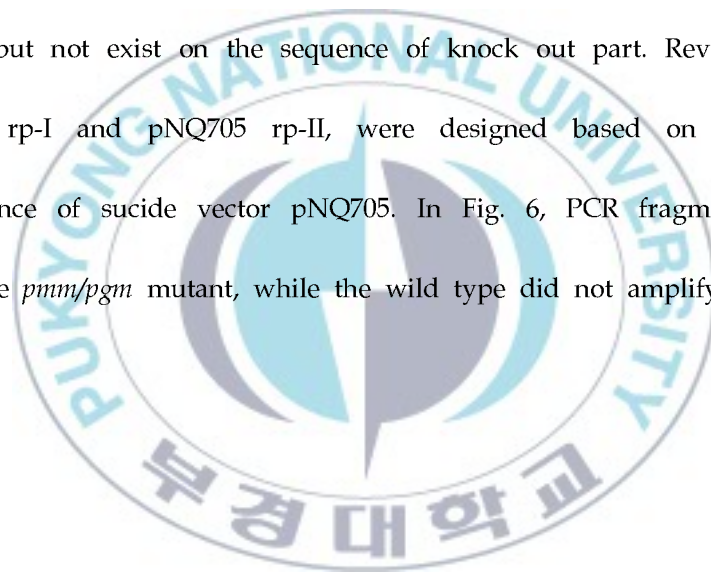 but not exist on the sequence of knock out part. Rev
rp-I and pNQ705 rp-II, were designed based on
nce of sucide vector pNQ705. In Fig. 6, PCR fragm
e pmm/pgm mutant, while the wild type did not amplify
PUKYONG NATIONAL UNIVERSITY
부경대학교